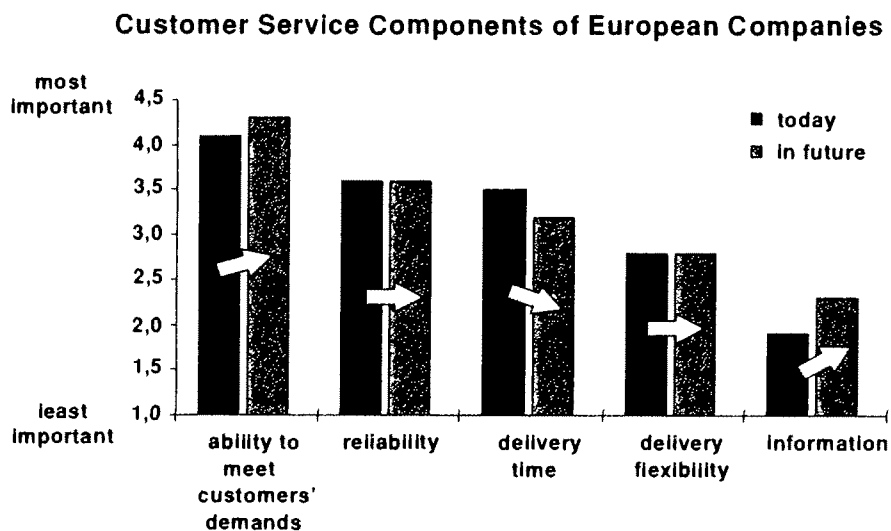 Customer Service Components of European Companies
most
important
4,5
4,0
3,5
3,0
2,5
2,0
1,5
1,0
least
important
today
in future
ability to
meet
customers'
demands
reliability
delivery
time
delivery
flexibility
information